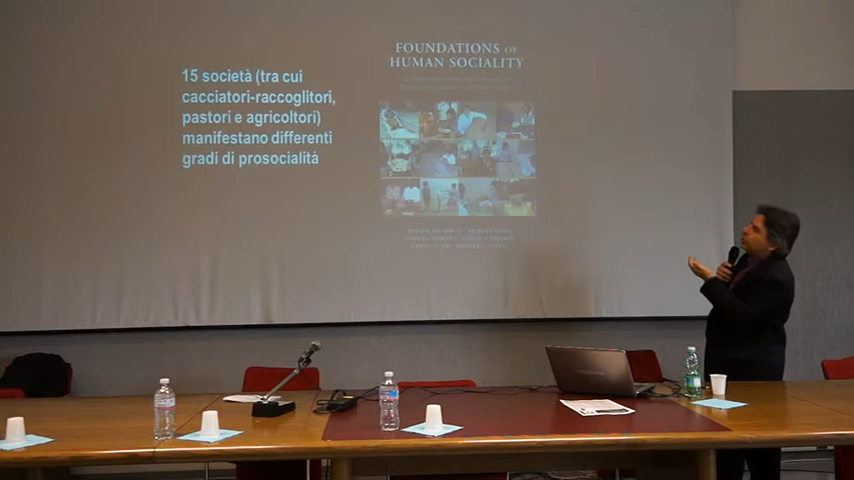 15 società (tra cui
cacciatori-raccoglitori,
pastori e agricoltori)
manifestano differenti
gradi di prosocialità
FOUNDATIONS OF
HUMAN SOCIALITY